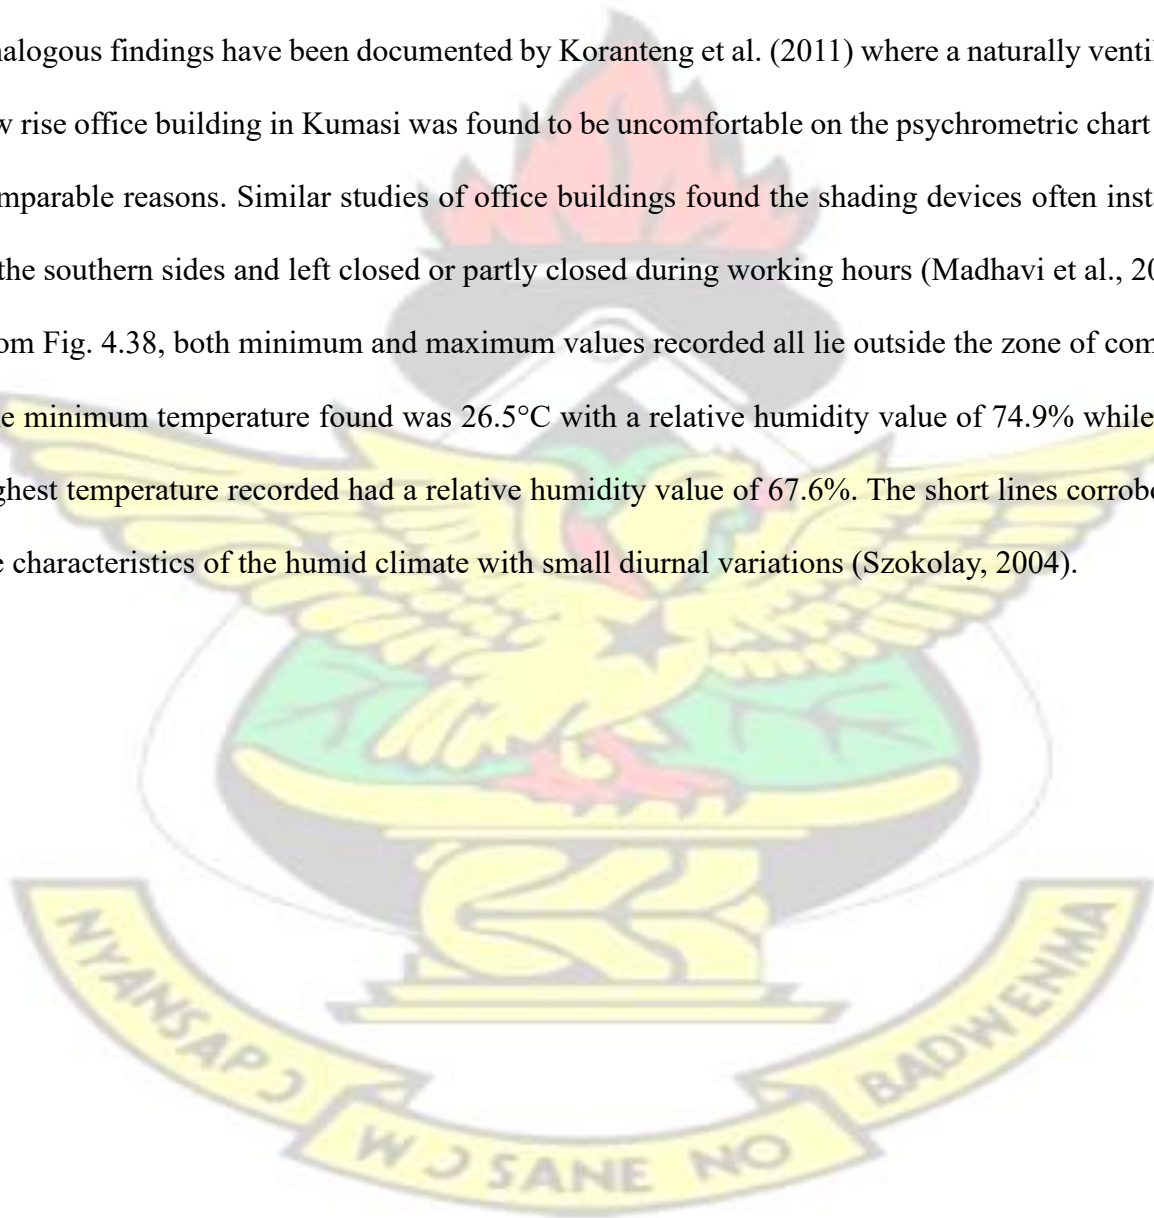 nalogous findings have been documented by Koranteng et al. (2011) where a naturally ventil
w rise office building in Kumasi was found to be uncomfortable on the psychrometric chart
mparable reasons. Similar studies of office buildings found the shading devices often inst
the southern sides and left closed or partly closed during working hours (Madhavi et al., 20
om Fig. 4.38, both minimum and maximum values recorded all lie outside the zone of com
e minimum temperature found was 26.5°C with a relative humidity value of 74.9% while
ghest temperature recorded had a relative humidity value of 67.6%. The short lines corrobo
e characteristics of the humid climate with small diurnal variations (Szokolay, 2004).
NYANSAPƆ
WƆSANE NO
BADWENMA